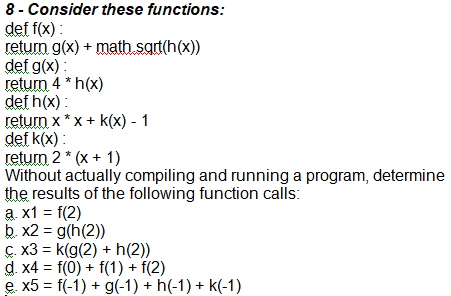 8 - Consider these functions:
def f(x) :
return g(x) + math.sqrt(h(x))
def g(x) :
return 4 * h(x)
def h(x) :
return x * x + k(x) - 1
def k(x) :
return 2 * (x + 1)
Without actually compiling and running a program, determine
the results of the following function calls:
a. x1 = f(2)
b. x2 = g(h(2))
c. x3 = k(g(2) + h(2))
d. x4 = f(0) + f(1) + f(2)
e. x5 = f(-1) + g(-1) + h(-1) + k(-1)